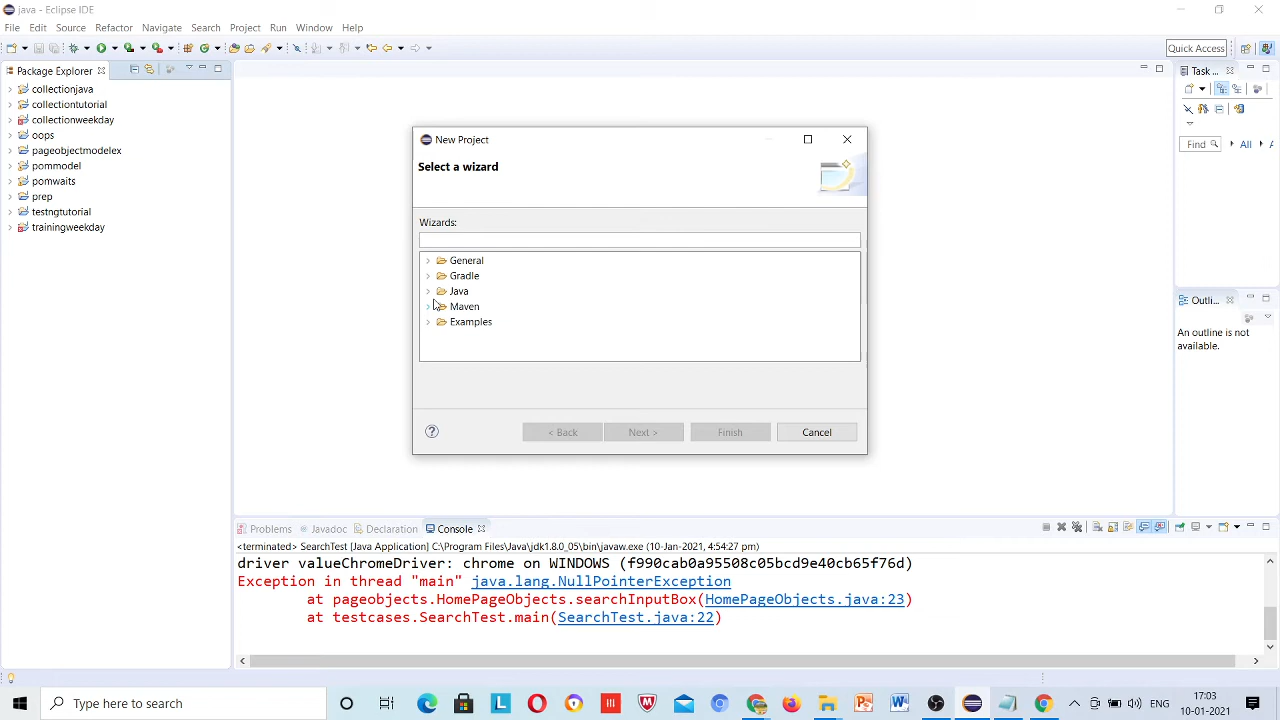 java - Eclipse IDE
File Edit Source Refactor Navigate Search Project Run Window Help
Quick Access
Package Explorer
collectionjava
collectiontutorial
collectionweekday
oops
pageobjectmodelex
pommodel
pomwaits
prep
testngtutorial
trainingweekday
New Project
Select a wizard
Wizards:
General
Gradle
Java
Maven
Examples
< Back Next > Finish Cancel
Task ...
Find All A
Outli...
An outline is not
available.
Problems Javadoc Declaration Console
<terminated> SearchTest [Java Application] C:\Program Files\Java\jdk1.8.0_05\bin\javaw.exe (10-Jan-2021, 4:54:27 pm)
driver valueChromeDriver: chrome on WINDOWS (f990cab0a95508c05bcd9e40cb65f76d)
Exception in thread "main" java.lang.NullPointerException
at pageobjects.HomePageObjects.searchInputBox(HomePageObjects.java:23)
at testcases.SearchTest.main(SearchTest.java:22)
Type here to search
ENG
17:03
10-01-2021